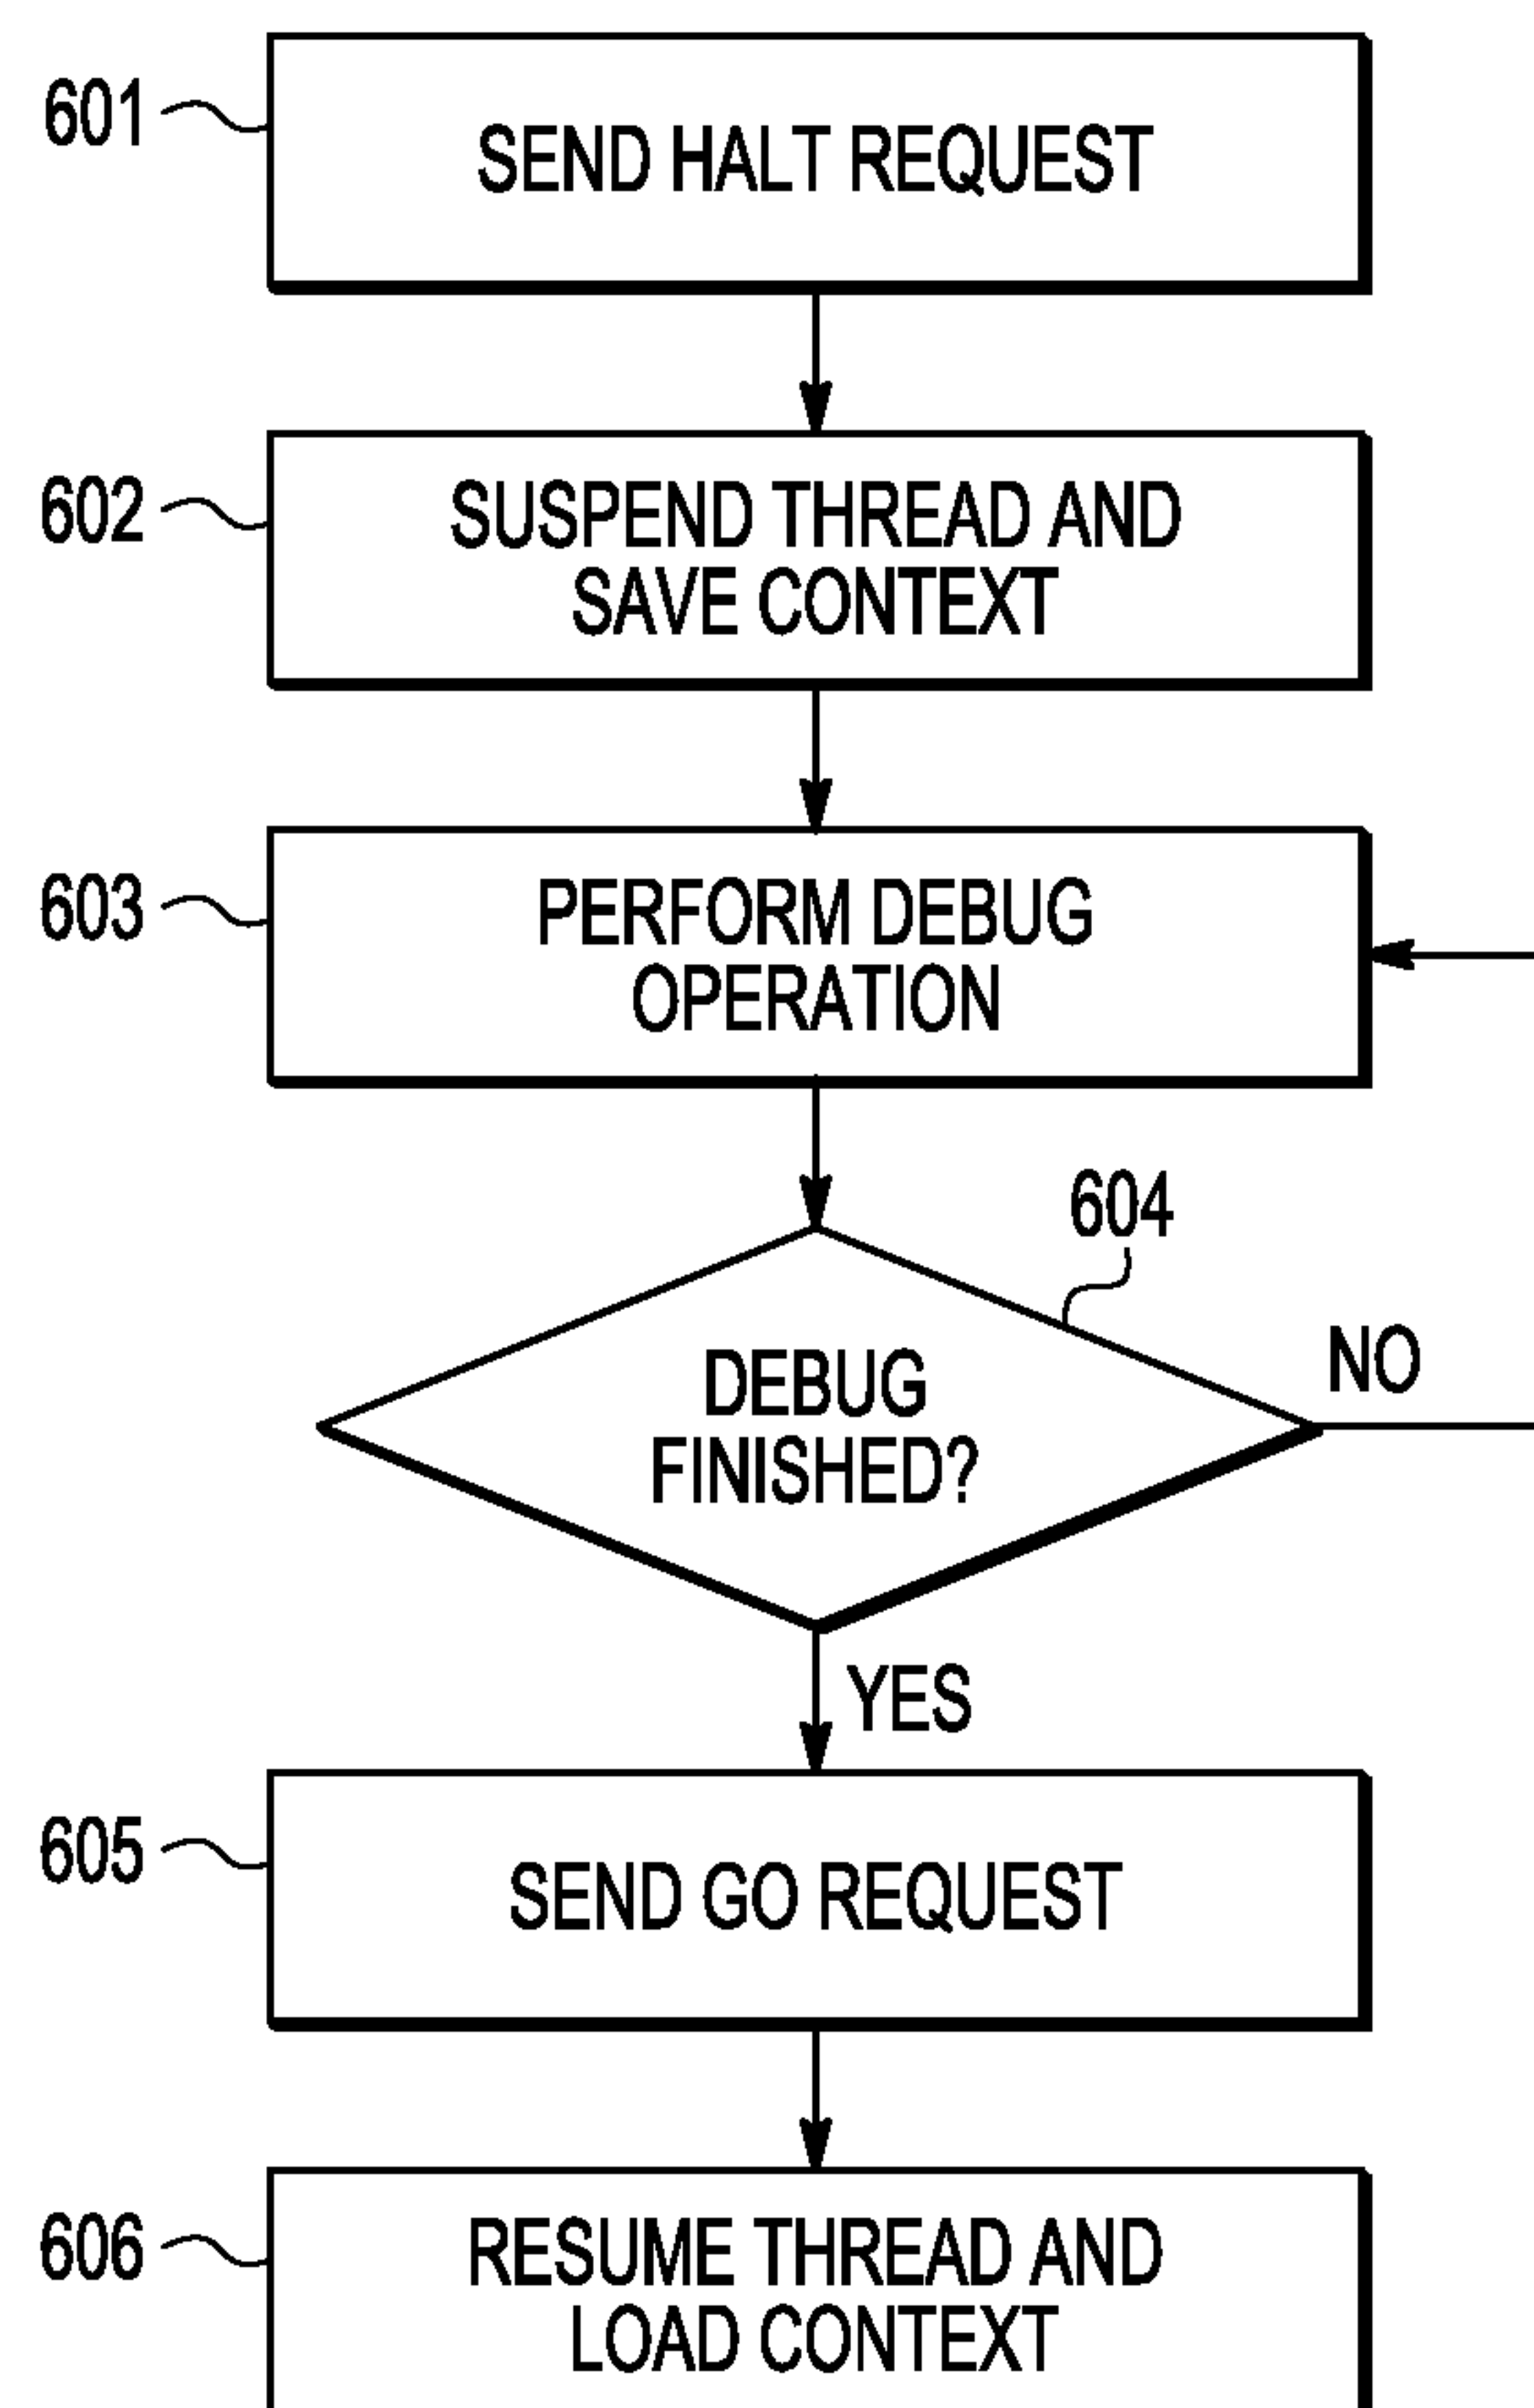 601
SEND HALT REQUEST
602
SUSPEND THREAD AND
SAVE CONTEXT
603
PERFORM DEBUG
OPERATION
604
DEBUG
FINISHED?
NO
YES
605
SEND GO REQUEST
606
RESUME THREAD AND
LOAD CONTEXT